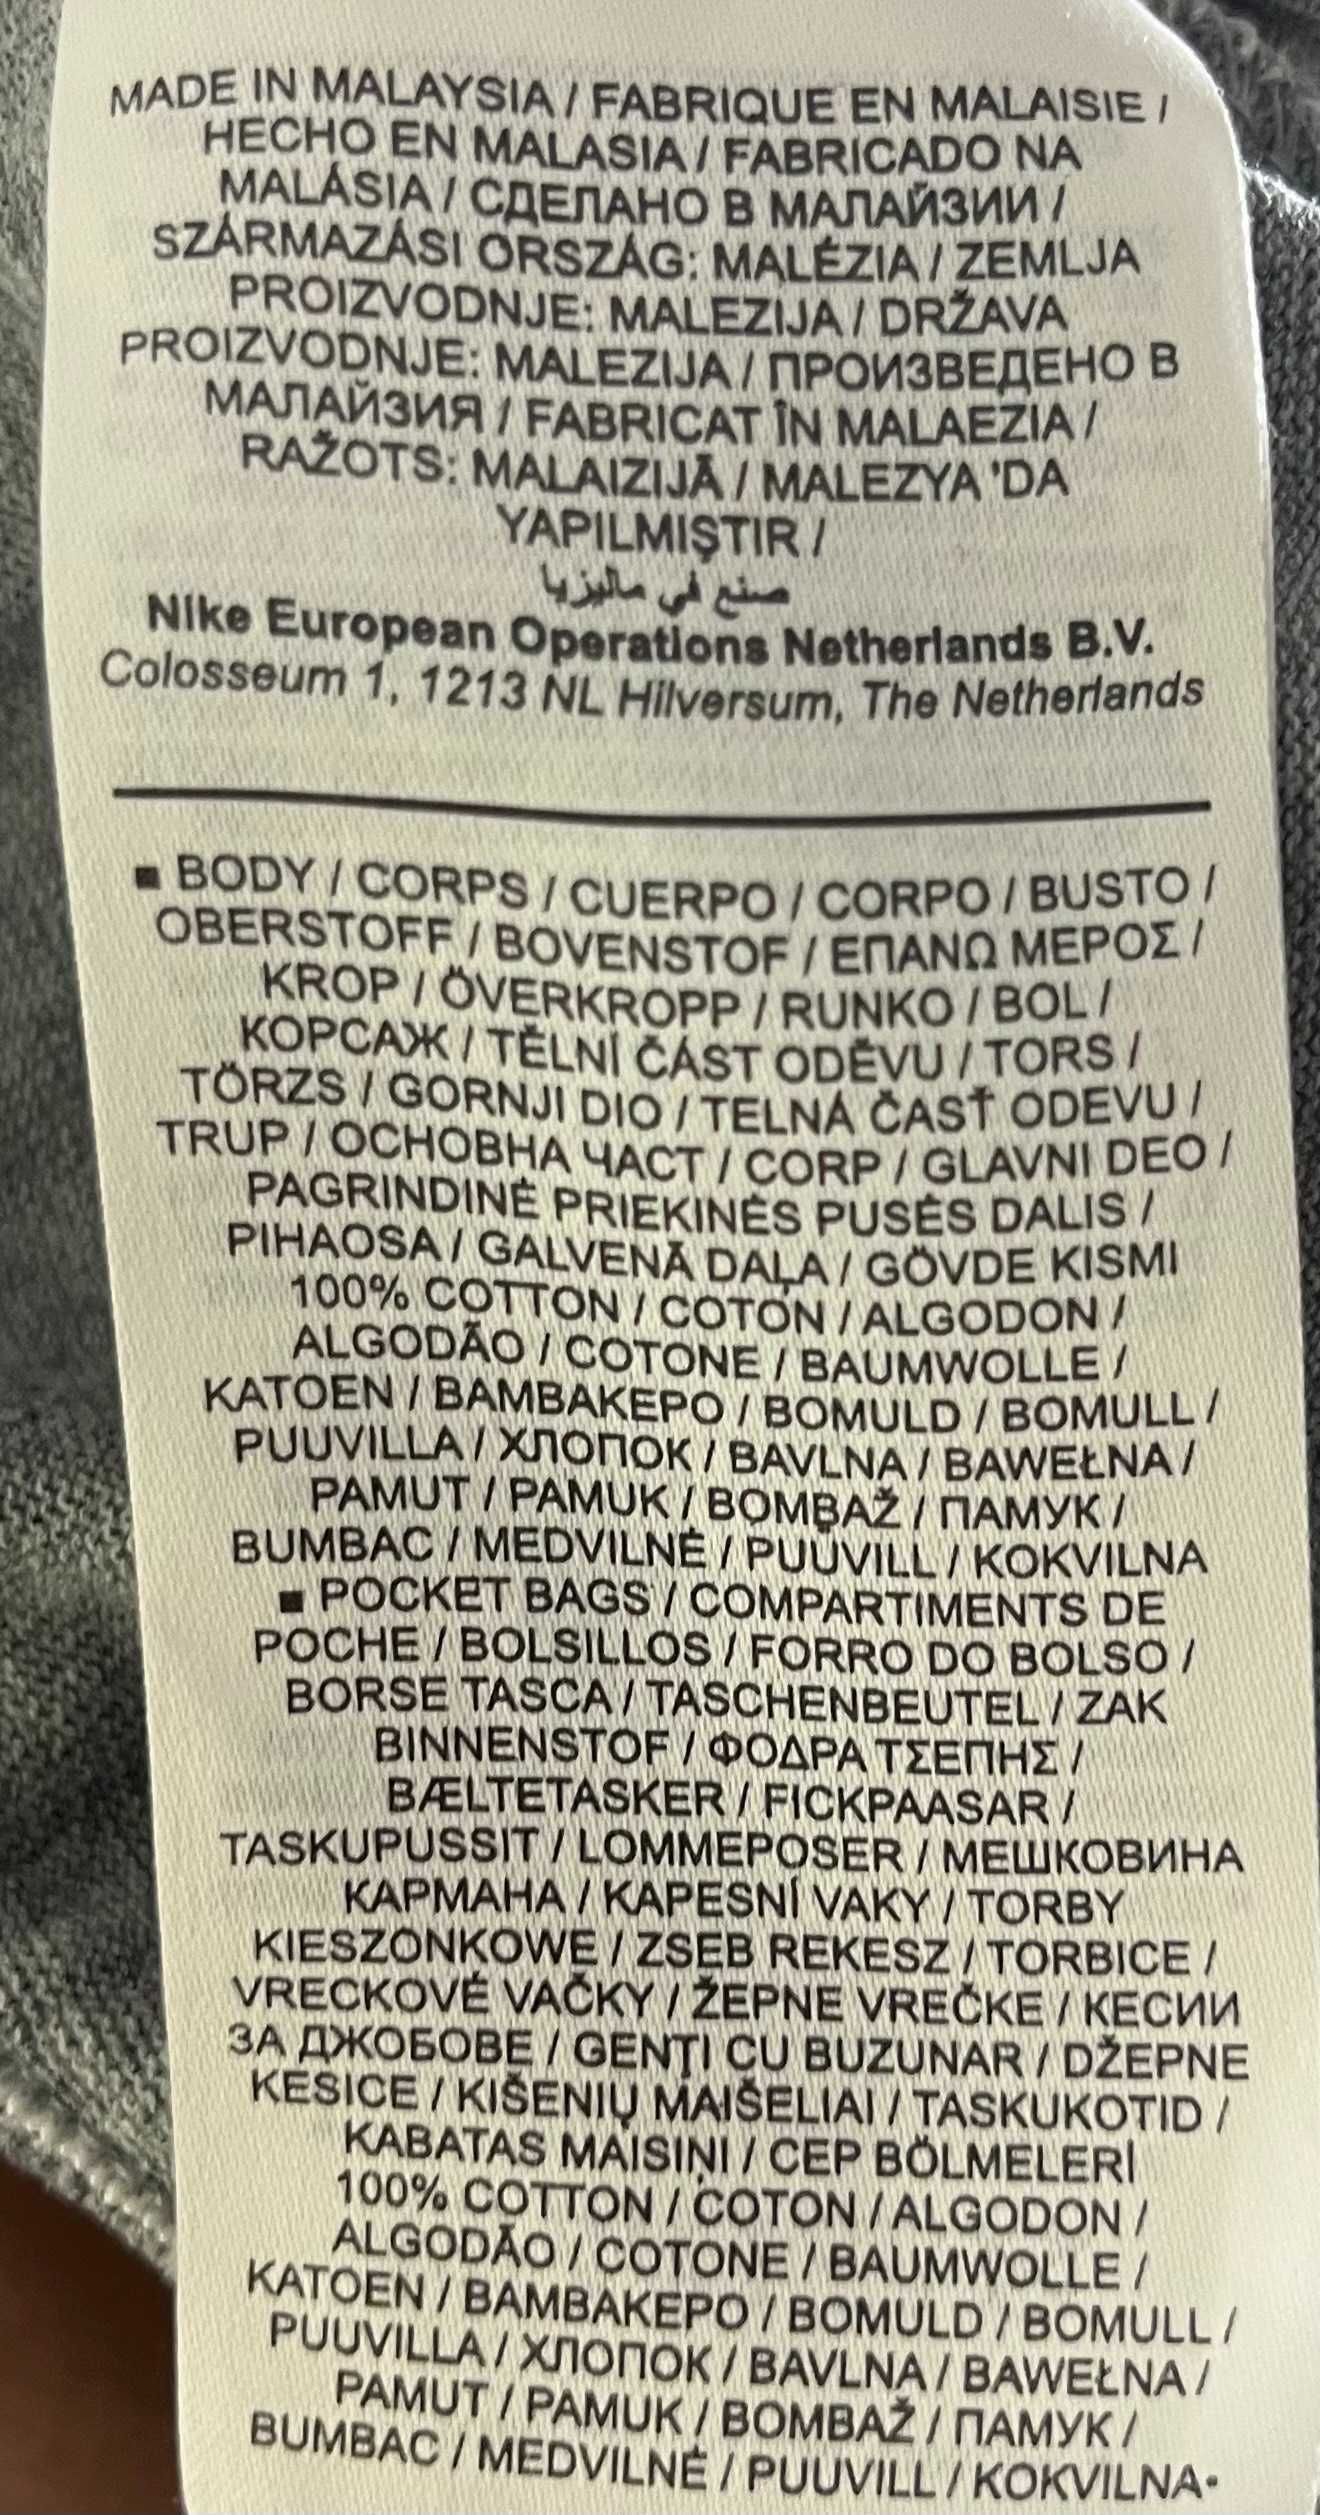 MADE IN MALAYSIA / FABRIQUE EN MALAISIE /
HECHO EN MALASIA / FABRICADO NA
MALÁSIA / СДЕЛАНО В МАЛАЙЗИИ /
SZÁRMAZÁSI ORSZÁG: MALÉZIA / ZEMLJA
PROIZVODNJE: MALEZIJA / DRŽAVA
PROIZVODNJE: MALEZIJA / ПРОИЗВЕДЕНО В
МАЛАЙЗИЯ / FABRICAT ÎN MALAEZIA /
RAŽOTS: MALAIZIJĀ / MALEZYA 'DA
YAPILMIŞTIR /
صنع في ماليزيا
Nike European Operations Netherlands B.V.
Colosseum 1, 1213 NL Hilversum, The Netherlands
■ BODY / CORPS / CUERPO / CORPO / BUSTO /
OBERSTOFF / BOVENSTOF / ΕΠΑΝΩ ΜΕΡΟΣ /
KROP / ÖVERKROPP / RUNKO / BOL /
КОРСАЖ / TĚLNÍ ČÁST ODĚVU / TORS /
TÖRZS / GORNJI DIO / TELNÁ ČASŤ ODEVU /
TRUP / ОСНОВНА ЧАСТ / CORP / GLAVNI DEO /
PAGRINDINĖ PRIEKINĖS PUSĖS DALIS /
PIHAOSA / GALVENĀ DAĻA / GÖVDE KISMI
100% COTTON / COTON / ALGODON /
ALGODÃO / COTONE / BAUMWOLLE /
KATOEN / ΒΑΜΒΑΚΕΡΟ / BOMULD / BOMULL /
PUUVILLA / ХЛОПОК / BAVLNA / BAWEŁNA /
PAMUT / PAMUK / BOMBAŽ / ПАМУК /
BUMBAC / MEDVILNĖ / PUUVILL / KOKVILNA
■ POCKET BAGS / COMPARTIMENTS DE
POCHE / BOLSILLOS / FORRO DO BOLSO /
BORSE TASCA / TASCHENBEUTEL / ZAK
BINNENSTOF / ΦΟΔΡΑ ΤΣΕΠΗΣ /
BÆLTETASKER / FICKPAASAR /
TASKUPUSSIT / LOMMEPOSER / МЕШКОВИНА
КАРМАНА / KAPESNÍ VAKY / TORBY
KIESZONKOWE / ZSEB REKESZ / TORBICE /
VRECKOVÉ VAČKY / ŽEPNE VREČKE / КЕСИИ
ЗА ДЖОБОВЕ / GENŢI CU BUZUNAR / DŽEPNE
KESICE / KIŠENIŲ MAIŠELIAI / TASKUKOTID /
KABATAS MAISIŅI / CEP BÖLMELERİ
100% COTTON / COTON / ALGODON /
ALGODÃO / COTONE / BAUMWOLLE /
KATOEN / ΒΑΜΒΑΚΕΡΟ / BOMULD / BOMULL /
PUUVILLA / ХЛОПОК / BAVLNA / BAWEŁNA /
PAMUT / PAMUK / BOMBAŽ / ПАМУК /
BUMBAC / MEDVILNĖ / PUUVILL / KOKVILNA•